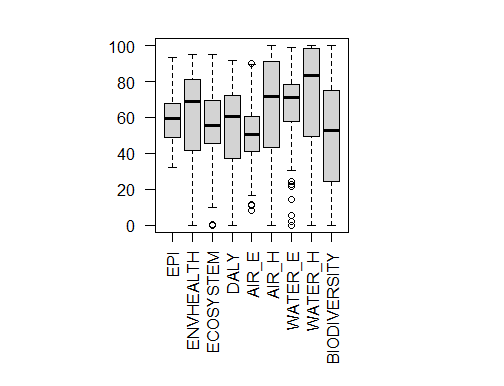 100
80
60
40
20
0
EPI
ENVHEALTH
ECOSYSTEM
DALY
AIR_E
AIR_H
WATER_E
WATER_H
BIODIVERSITY